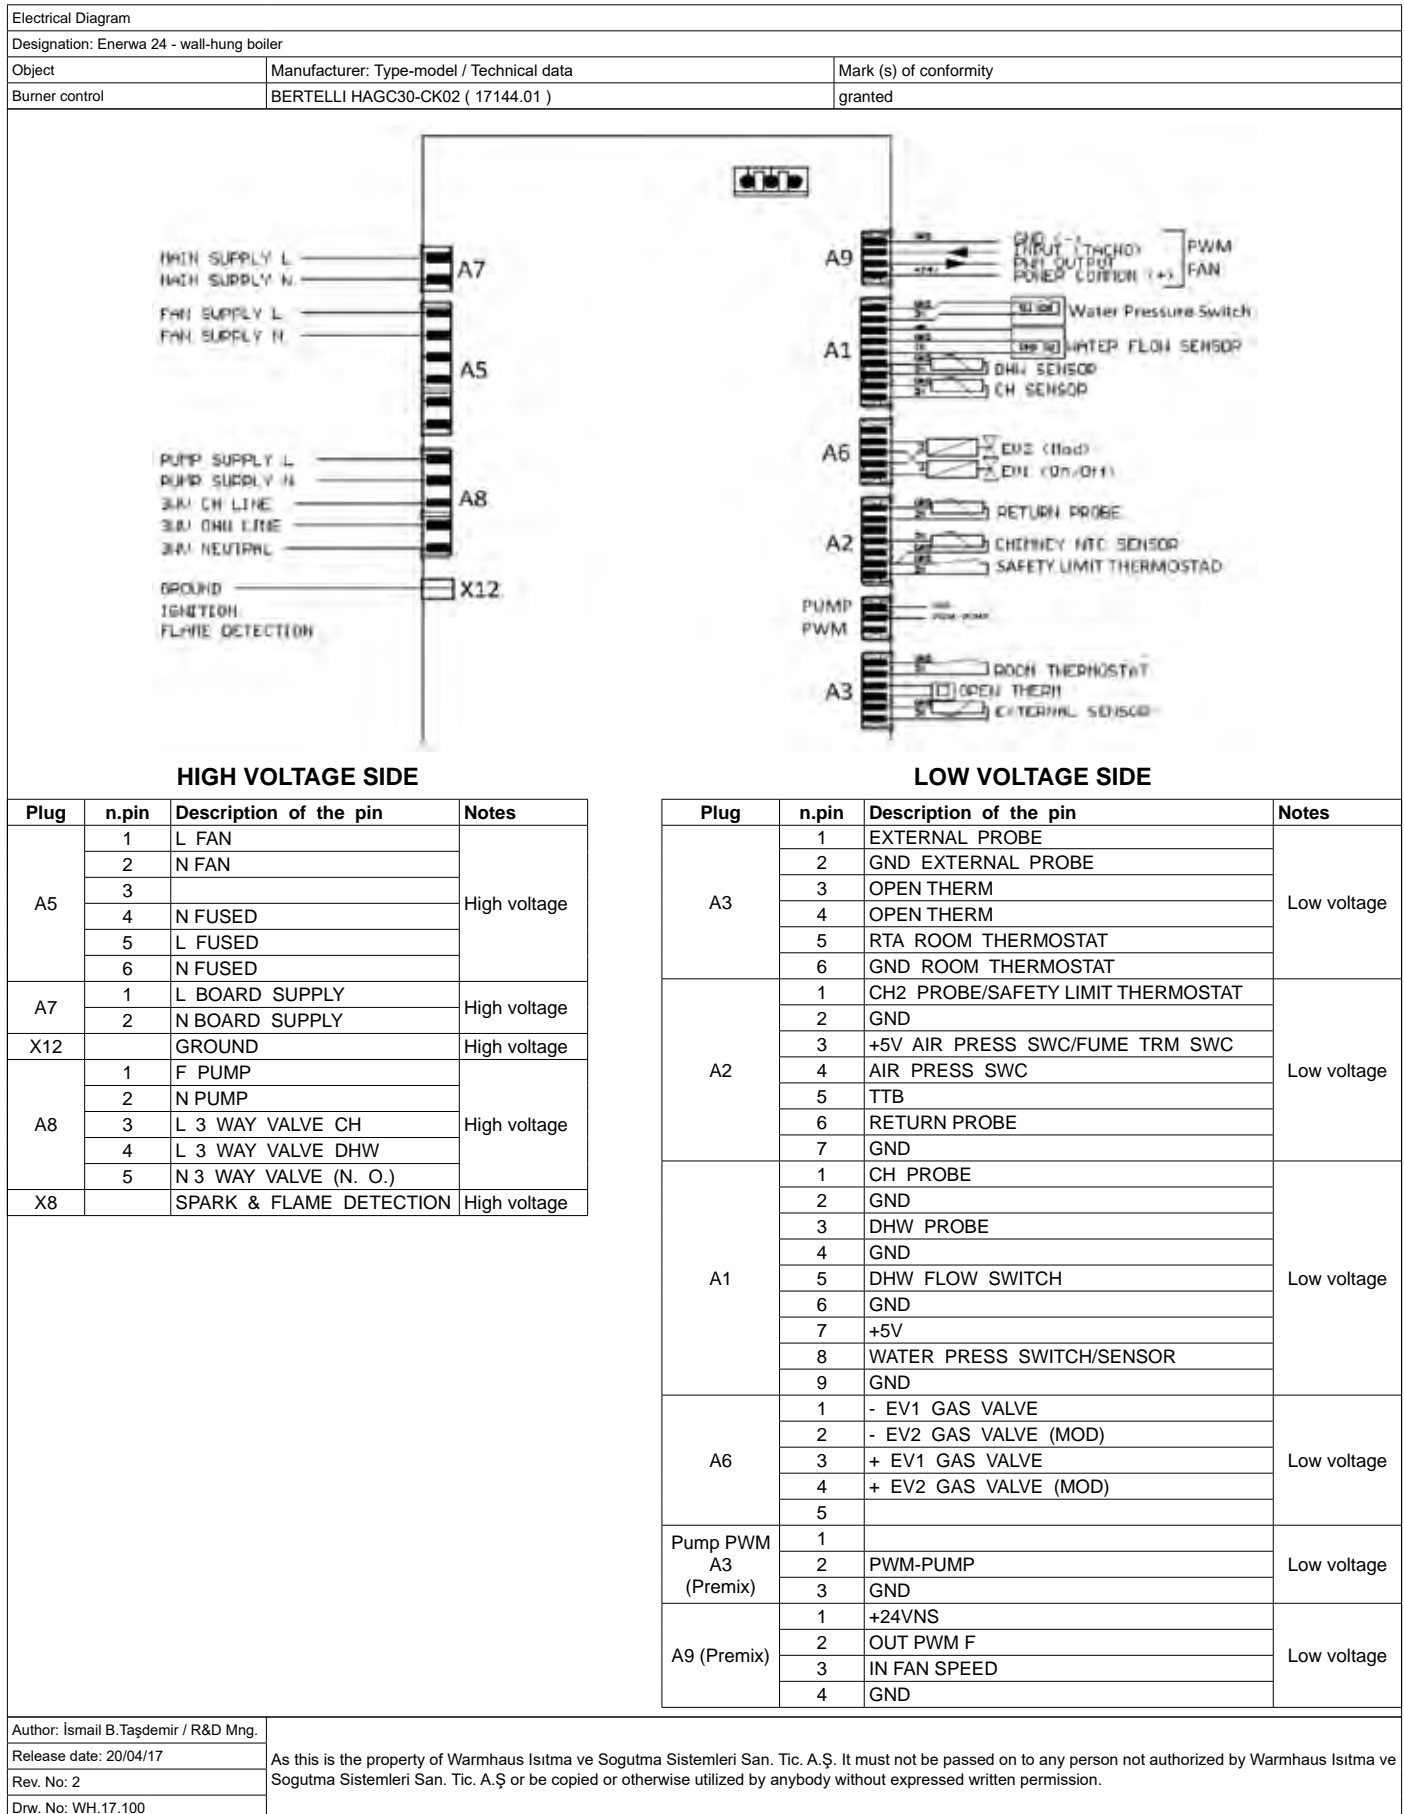 Electrical Diagram
Designation: Enerwa 24 - wall-hung boiler
Object Manufacturer: Type-model / Technical data Mark (s) of conformity
Burner control BERTELLI HAGC30-CK02 ( 17144.01 ) granted
MAIN SUPPLY L
MAIN SUPPLY N
A7
FAN SUPPLY L
FAN SUPPLY N
A5
PUMP SUPPLY L
PUMP SUPPLY N
3WV CH LINE
3WV DHW LINE
3WV NEUTRAL
A8
GROUND
X12
IGNITION
FLAME DETECTION
A9
GND (-)
INPUT (TACHO)
PWM OUTPUT
POWER COMMON (+)
PWM
FAN
A1
Water Pressure Switch
WATER FLOW SENSOR
DHW SENSOR
CH SENSOR
A6
EV2 (Mod)
EV1 (On/Off)
A2
RETURN PROBE
CHIMNEY NTC SENSOR
SAFETY LIMIT THERMOSTAD
PUMP
PWM
A3
ROOM THERMOSTAT
OPEN THERM
EXTERNAL SENSOR
HIGH VOLTAGE SIDE
Plug n.pin Description of the pin Notes
A5 High voltage
1 L FAN
2 N FAN
3
4 N FUSED
5 L FUSED
6 N FUSED
A7 High voltage
1 L BOARD SUPPLY
2 N BOARD SUPPLY
X12 GROUND High voltage
A8 High voltage
1 F PUMP
2 N PUMP
3 L 3 WAY VALVE CH
4 L 3 WAY VALVE DHW
5 N 3 WAY VALVE (N. O.)
X8 SPARK & FLAME DETECTION High voltage
LOW VOLTAGE SIDE
Plug n.pin Description of the pin Notes
A3 Low voltage
1 EXTERNAL PROBE
2 GND EXTERNAL PROBE
3 OPEN THERM
4 OPEN THERM
5 RTA ROOM THERMOSTAT
6 GND ROOM THERMOSTAT
A2 Low voltage
1 CH2 PROBE/SAFETY LIMIT THERMOSTAT
2 GND
3 +5V AIR PRESS SWC/FUME TRM SWC
4 AIR PRESS SWC
5 TTB
6 RETURN PROBE
7 GND
A1 Low voltage
1 CH PROBE
2 GND
3 DHW PROBE
4 GND
5 DHW FLOW SWITCH
6 GND
7 +5V
8 WATER PRESS SWITCH/SENSOR
9 GND
A6 Low voltage
1 - EV1 GAS VALVE
2 - EV2 GAS VALVE (MOD)
3 + EV1 GAS VALVE
4 + EV2 GAS VALVE (MOD)
5
Pump PWM
A3
(Premix)
Low voltage
1
2 PWM-PUMP
3 GND
A9 (Premix) Low voltage
1 +24VNS
2 OUT PWM F
3 IN FAN SPEED
4 GND
Author: İsmail B.Taşdemir / R&D Mng.
Release date: 20/04/17
Rev. No: 2
Drw. No: WH.17.100
As this is the property of Warmhaus Isıtma ve Sogutma Sistemleri San. Tic. A.Ş. It must not be passed on to any person not authorized by Warmhaus Isıtma ve
Sogutma Sistemleri San. Tic. A.Ş or be copied or otherwise utilized by anybody without expressed written permission.